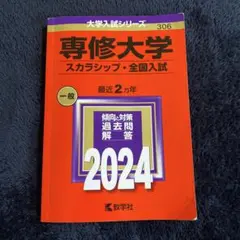 大学入試シリーズ
306
専修大学
スカラシップ・全国入試
最近2カ年
一般
傾向と対策
過去問
解答
2024
教学社